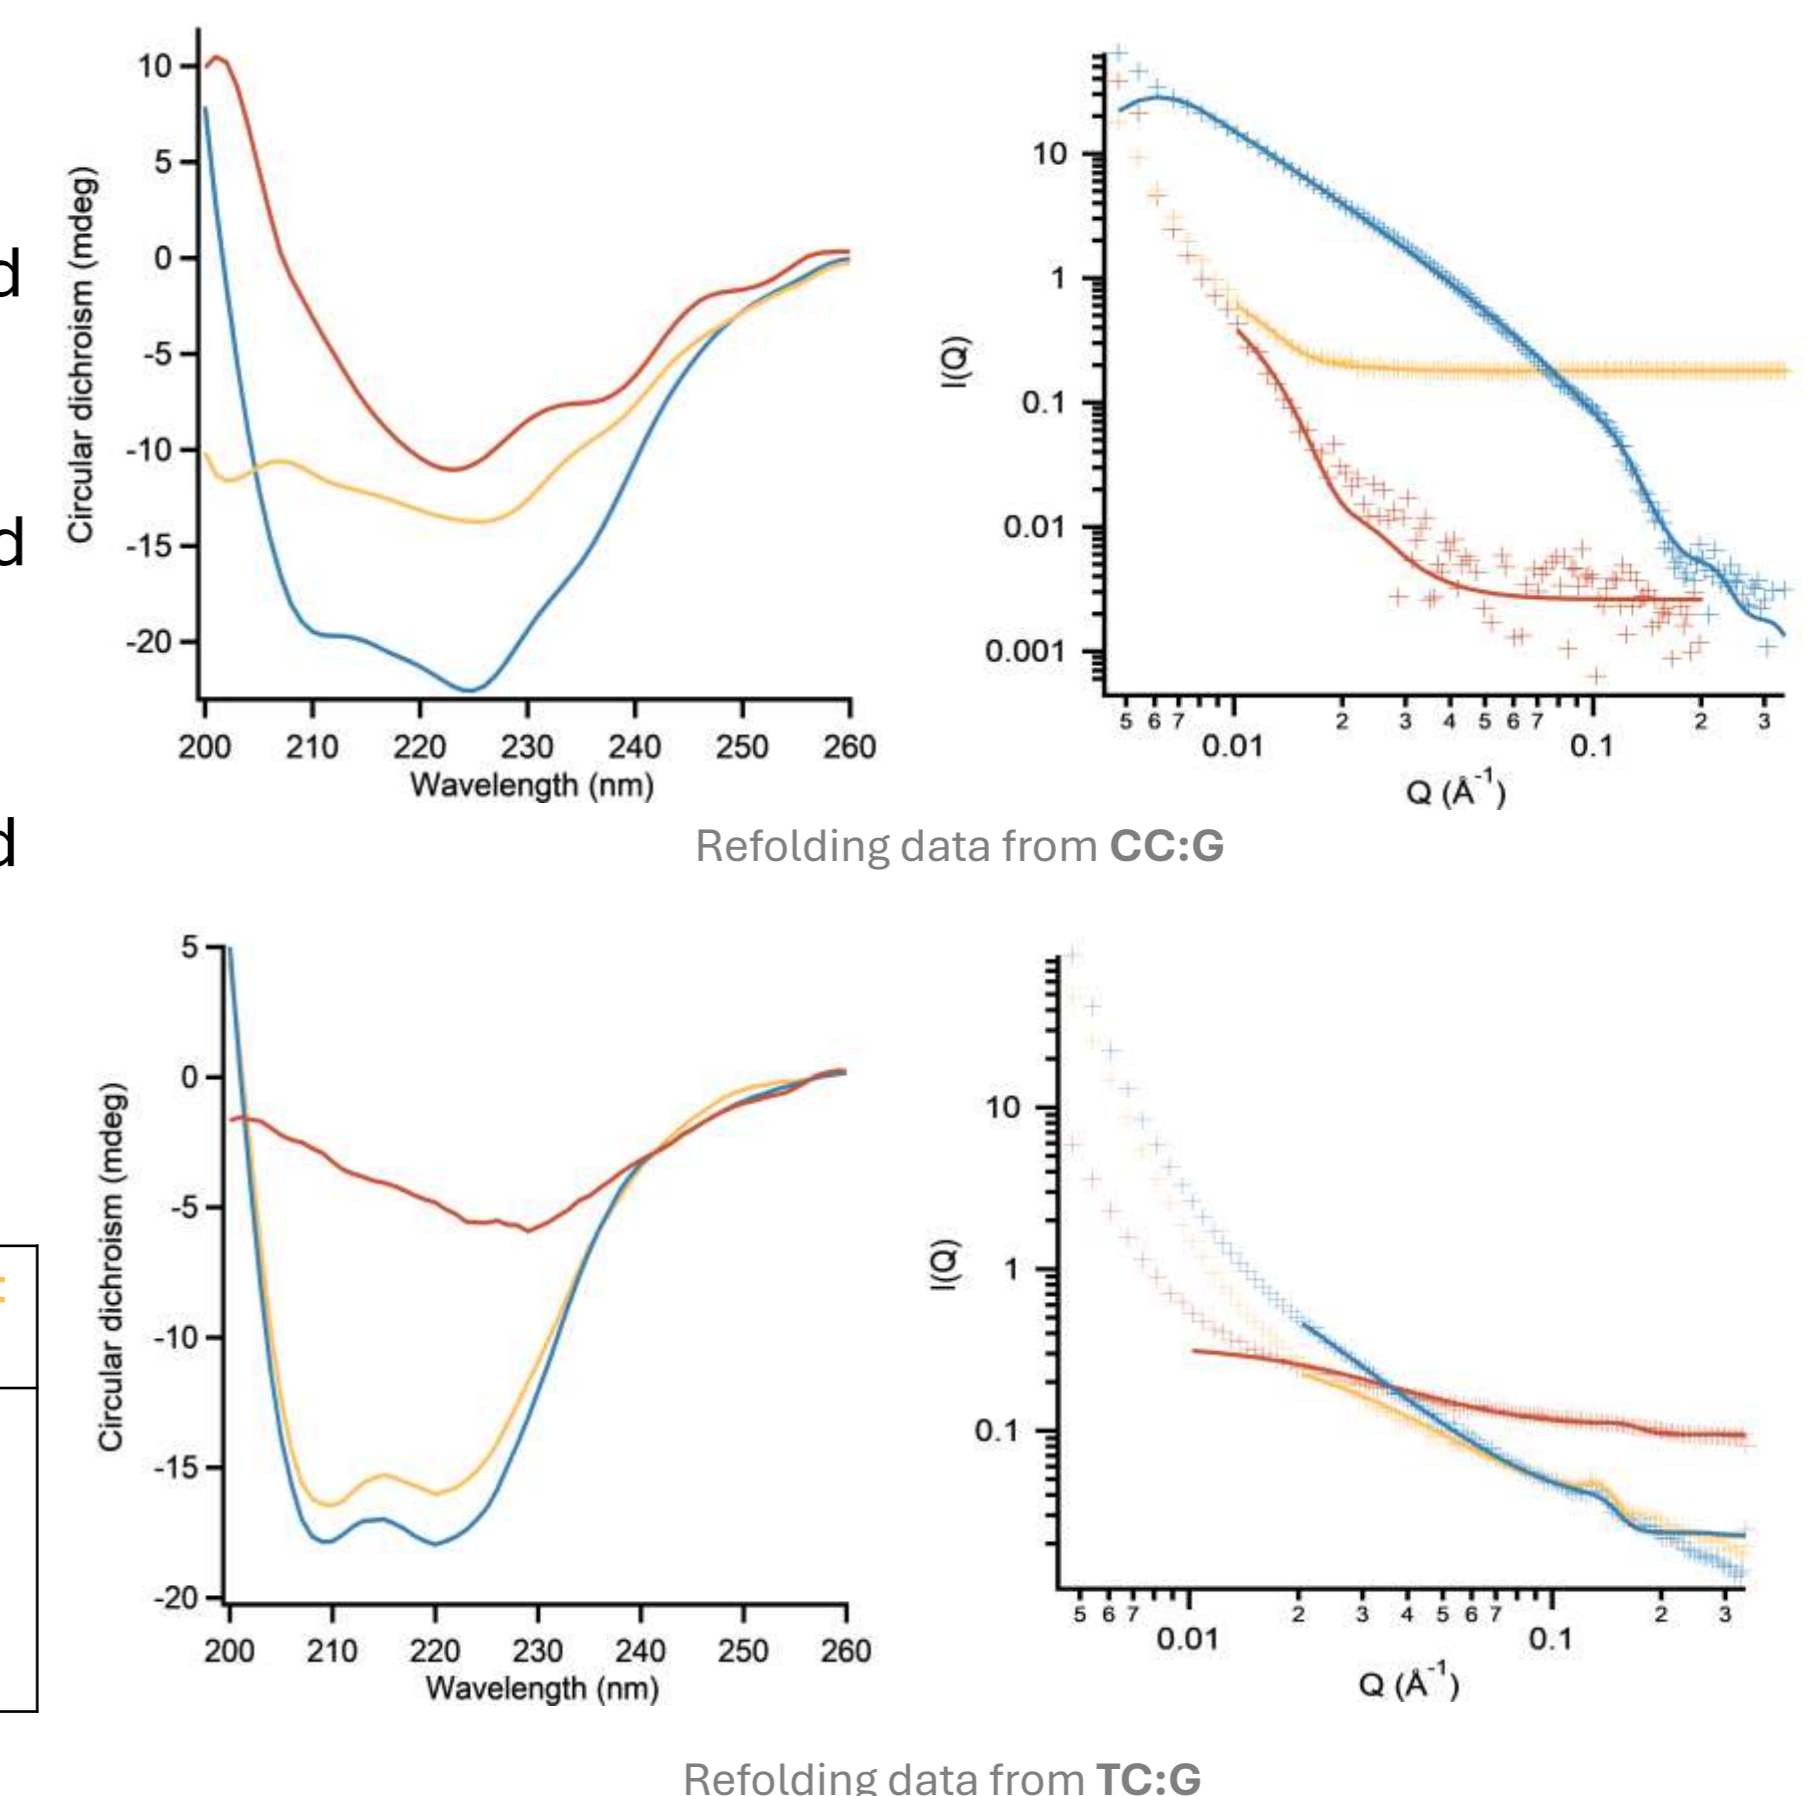 d
d
d
Circular dichroism (mdeg)
10
5
0
-5
-10
-15
-20
200 210 220 230 240 250 260
Wavelength (nm)
I(Q)
10
1
0.1
0.01
0.001
5 6 7 2 3 4 5 6 7 2 3
0.01 0.1
Q (Å⁻¹)
Refolding data from CC:G
Circular dichroism (mdeg)
5
0
-5
-10
-15
-20
200 210 220 230 240 250 260
Wavelength (nm)
I(Q)
10
1
0.1
5 6 7 2 3 4 5 6 7 2 3
0.01 0.1
Q (Å⁻¹)
Refolding data from TC:G